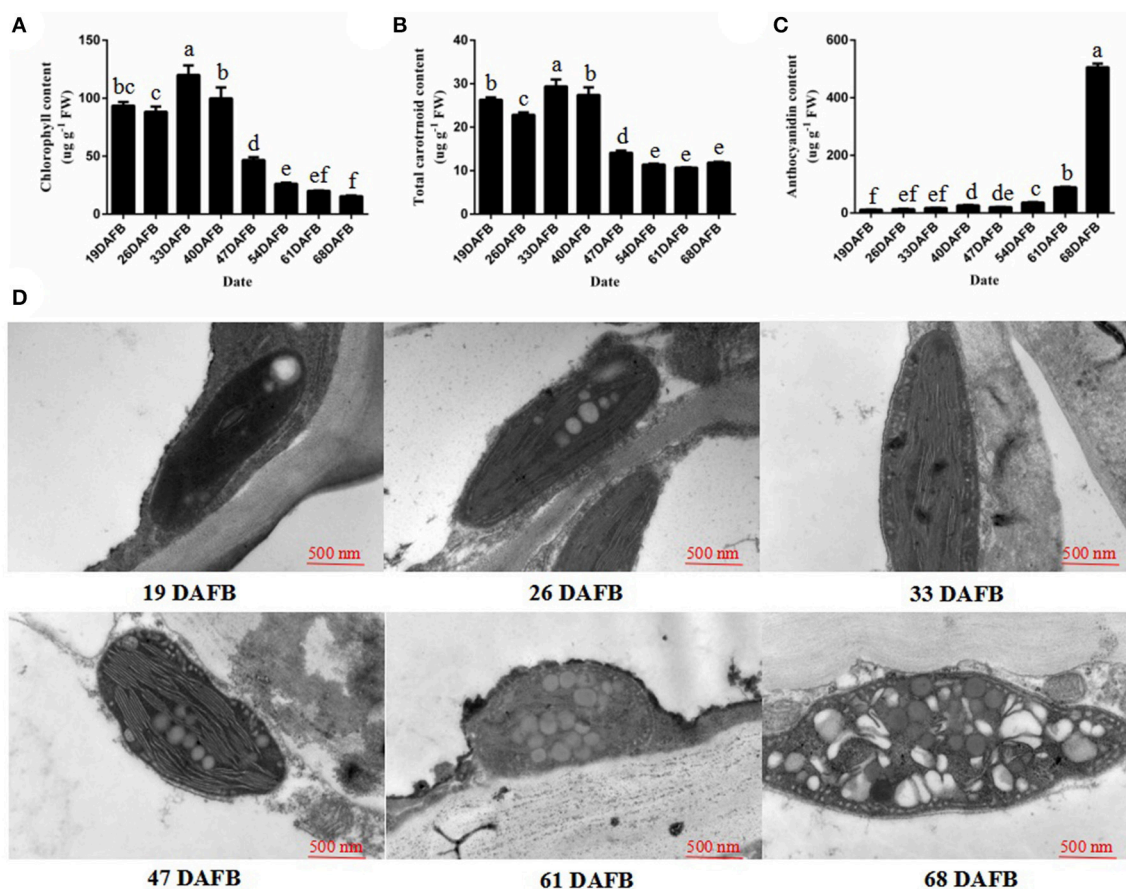 A
Chlorophyll content
(ug g-1 FW)
150
100
50
0
bc
c
a
b
d
e
ef
f
19DAFB
26DAFB
33DAFB
40DAFB
47DAFB
54DAFB
61DAFB
68DAFB
Date
B
Total carotrnoid content
(ug g-1 FW)
40
30
20
10
0
b
c
a
b
d
e
e
e
19DAFB
26DAFB
33DAFB
40DAFB
47DAFB
54DAFB
61DAFB
68DAFB
Date
C
Anthocyanidin content
(ug g-1 FW)
600
400
200
0
f
ef
ef
d
de
c
b
a
19DAFB
26DAFB
33DAFB
40DAFB
47DAFB
54DAFB
61DAFB
68DAFB
Date
D
500 nm
500 nm
500 nm
19 DAFB
26 DAFB
33 DAFB
500 nm
500 nm
500 nm
47 DAFB
61 DAFB
68 DAFB